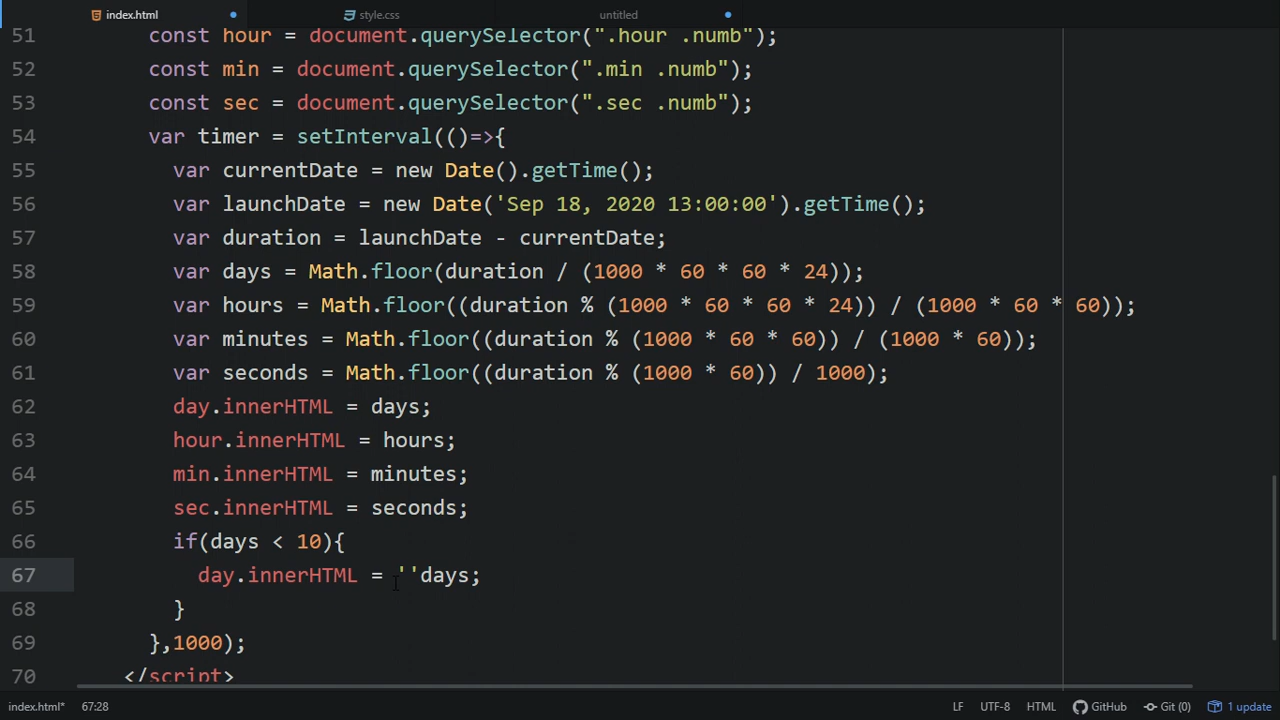 index.html
style.css
untitled
51 const hour = document.querySelector(".hour .numb");
52 const min = document.querySelector(".min .numb");
53 const sec = document.querySelector(".sec .numb");
54 var timer = setInterval(()=>{
55 var currentDate = new Date().getTime();
56 var launchDate = new Date('Sep 18, 2020 13:00:00').getTime();
57 var duration = launchDate - currentDate;
58 var days = Math.floor(duration / (1000 * 60 * 60 * 24));
59 var hours = Math.floor((duration % (1000 * 60 * 60 * 24)) / (1000 * 60 * 60));
60 var minutes = Math.floor((duration % (1000 * 60 * 60)) / (1000 * 60));
61 var seconds = Math.floor((duration % (1000 * 60)) / 1000);
62 day.innerHTML = days;
63 hour.innerHTML = hours;
64 min.innerHTML = minutes;
65 sec.innerHTML = seconds;
66 if(days < 10){
67 day.innerHTML = ''days;
68 }
69 },1000);
70 </script>
index.html* 67:28 LF UTF-8 HTML GitHub Git (0) 1 update